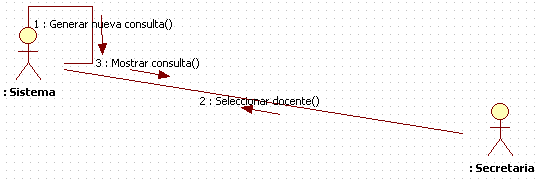 1 : Generar nueva consulta()
3 : Mostrar consulta()
: Sistema
2 : Seleccionar docente()
: Secretaria